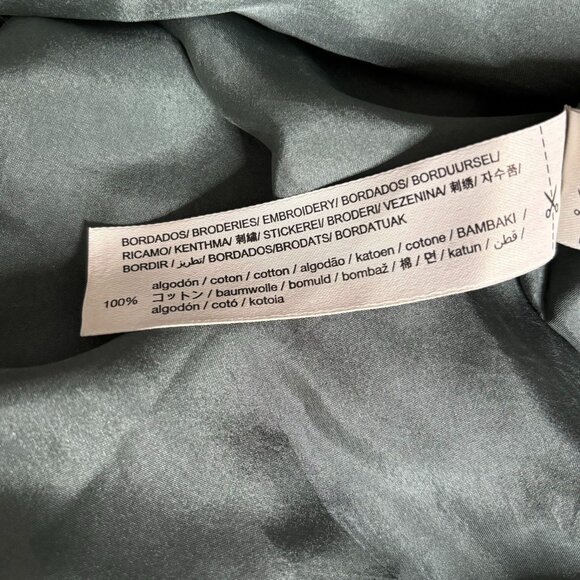 BORDADOS/ BRODERIES/ EMBROIDERY/ BORDADOS/ BORDUURSEL/
RICAMO/ KENTHMA/ 刺繍/ STICKEREI/ BRODERI/ VEZENINA/ 刺绣/ 자수품/
BORDIR / تطريز/ BORDADOS/BRODATS/ BORDATUAK
100% algodón / coton / cotton / algodão / katoen / cotone / BAMBAKI /
コットン / baumwolle / bomuld / bombaž / 棉 / 면 / katun / قطن /
algodón / cotó / kotoia